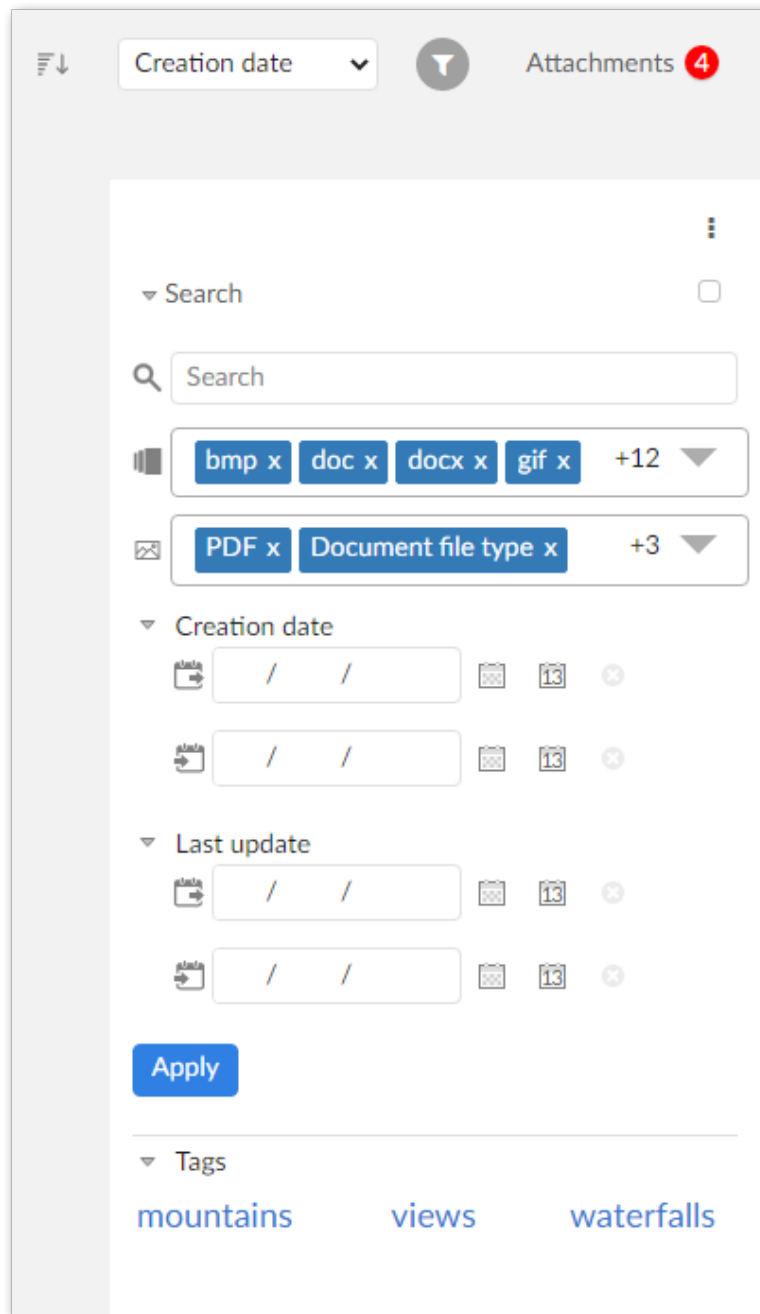 Creation date Attachments 4
Search
Search
bmp x doc x docx x gif x +12
PDF x Document file type x +3
Creation date
/ / 13
/ / 13
Last update
/ / 13
/ / 13
Apply
Tags
mountains views waterfalls